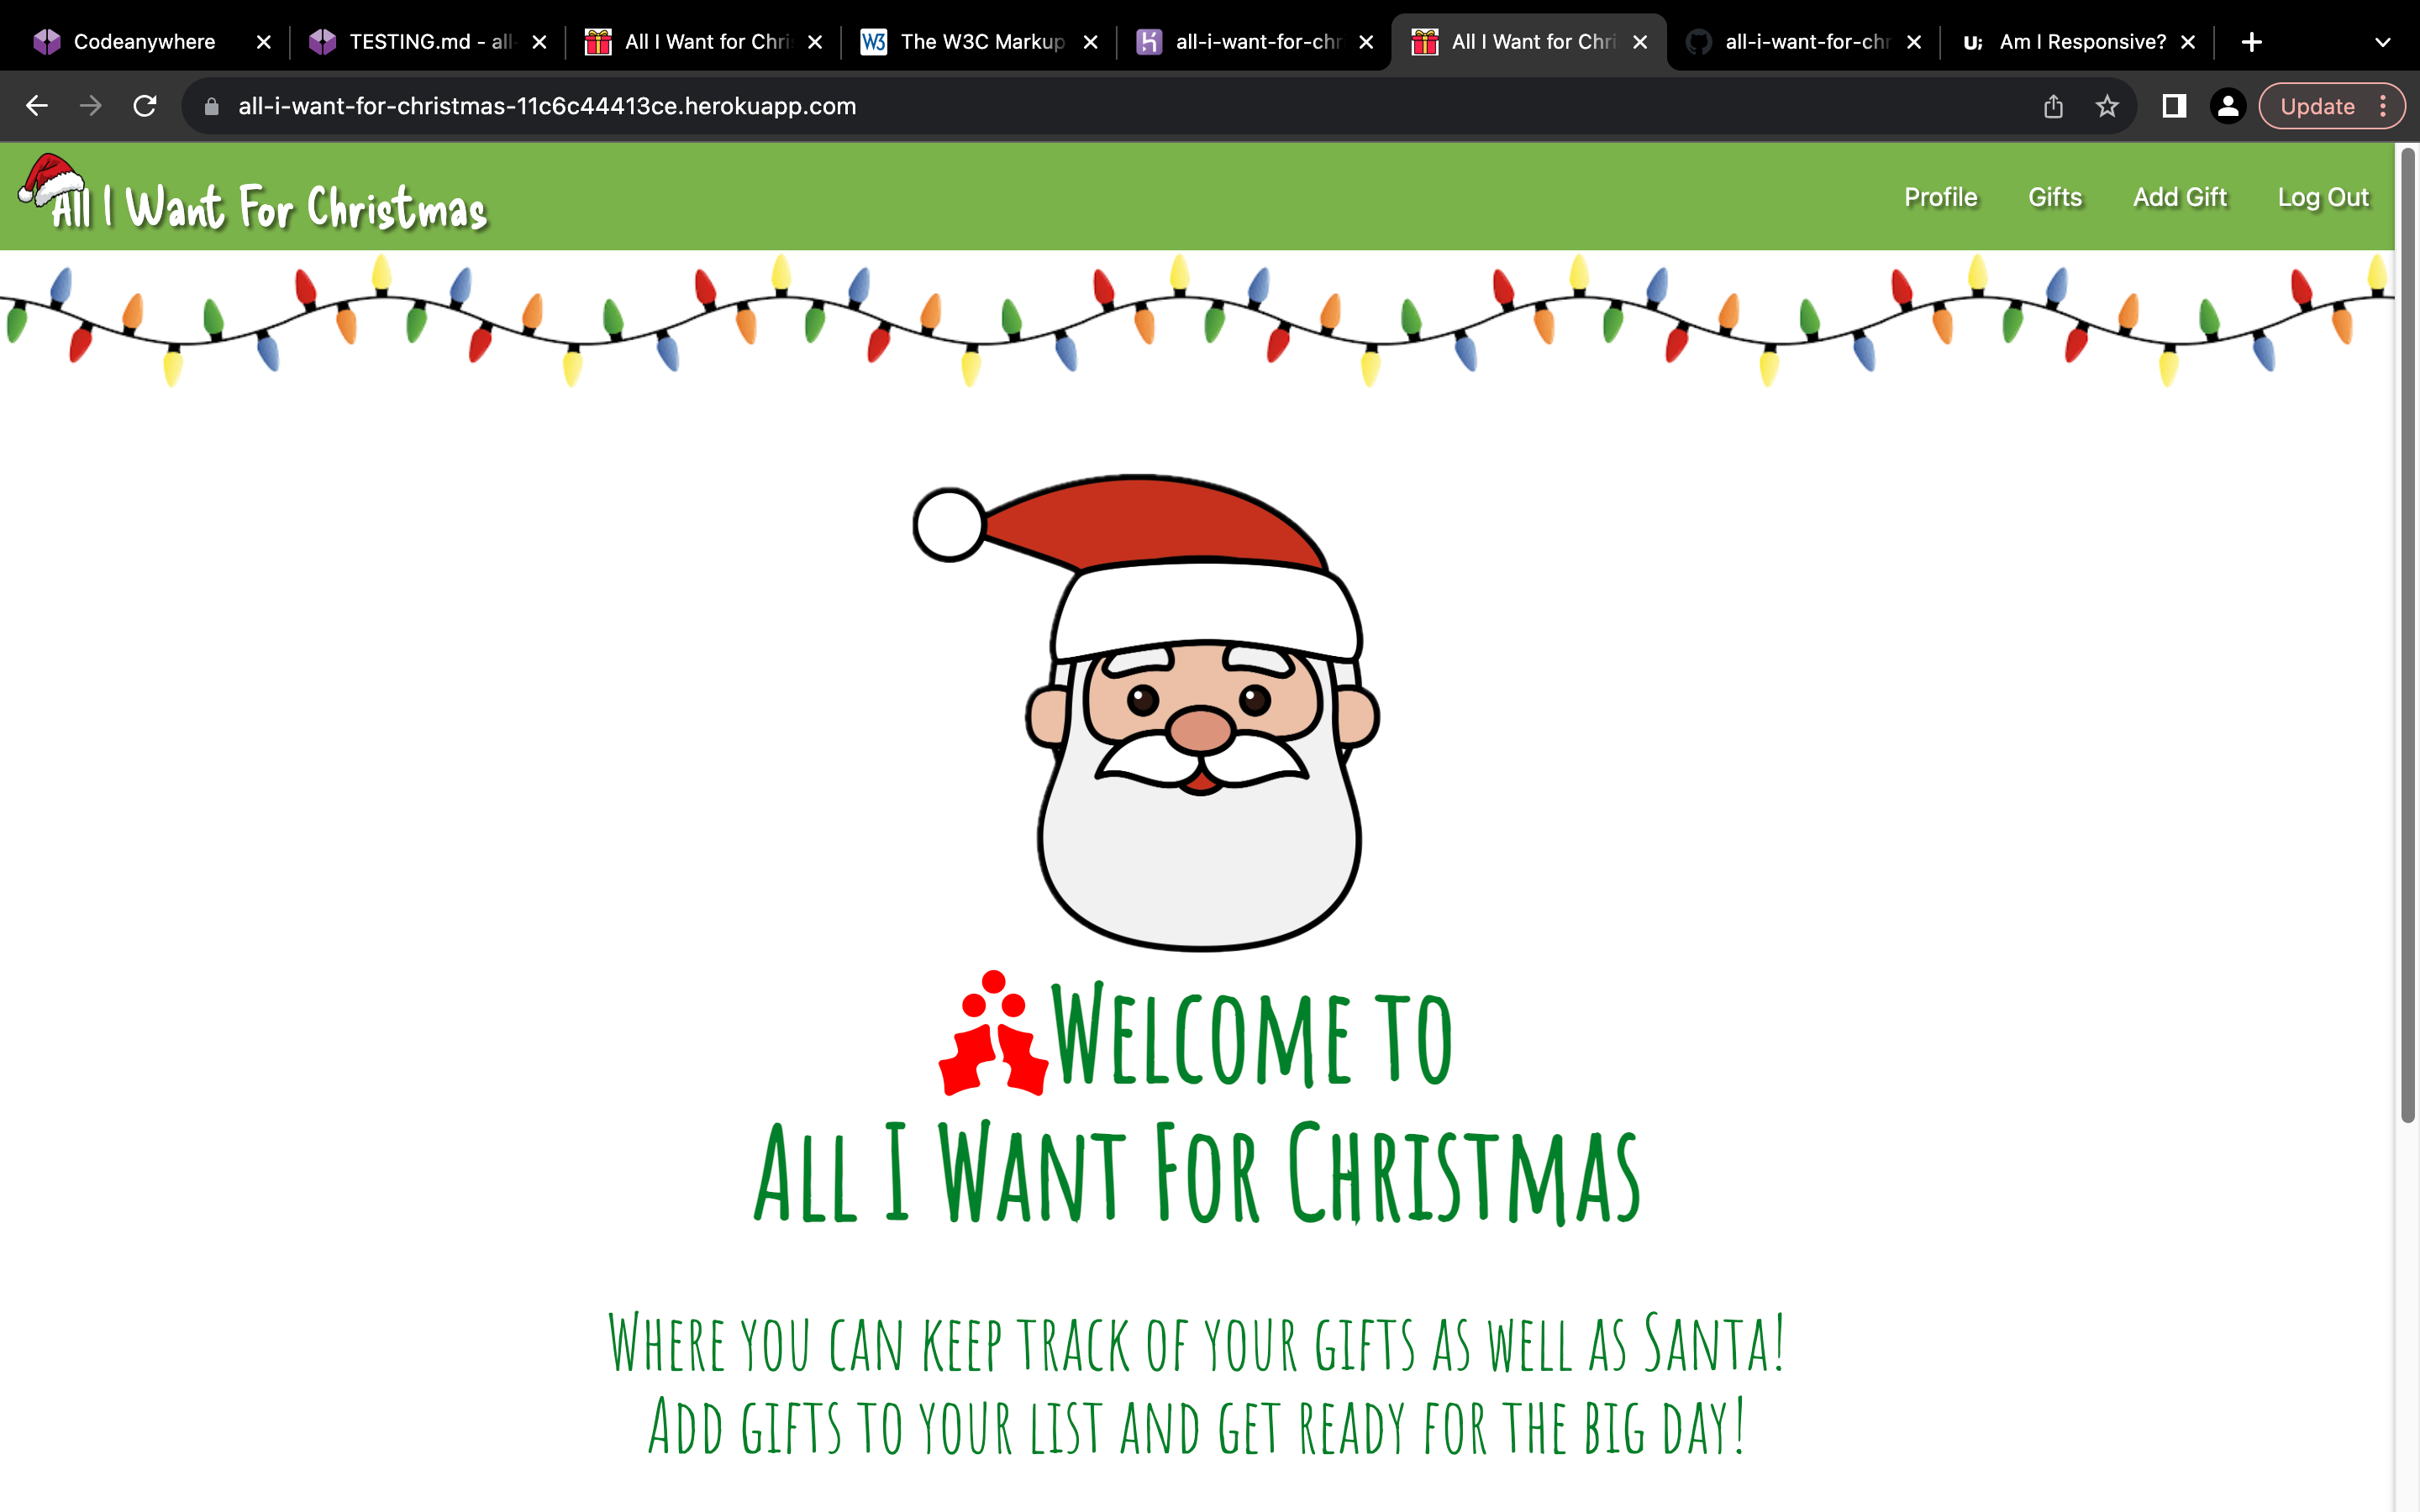 Codeanywhere
TESTING.md - all-
All I Want for Chri
W3 The W3C Markup
all-i-want-for-chr
All I Want for Chri
all-i-want-for-chr
U; Am I Responsive?
all-i-want-for-christmas-11c6c44413ce.herokuapp.com
Update
All I Want For Christmas
Profile Gifts Add Gift Log Out
Welcome to
All I Want For Christmas
Where you can keep track of your gifts as well as Santa!
Add gifts to your list and get ready for the big day!